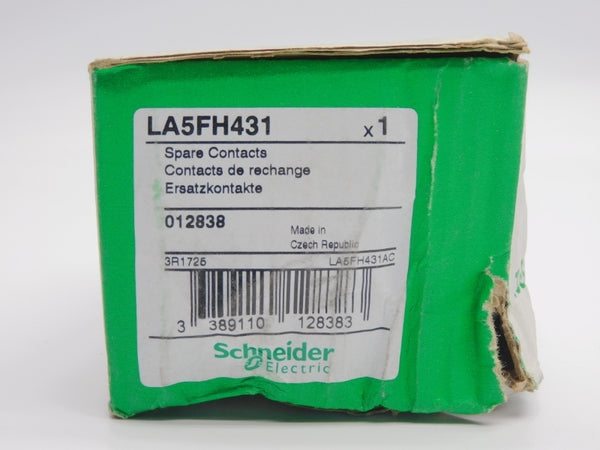 LA5FH431 x 1
Spare Contacts
Contacts de rechange
Ersatzkontakte
012838
Made in
Czech Republic
3R1725 LA5FH431AC
3 389110 128383
Schneider
Electric